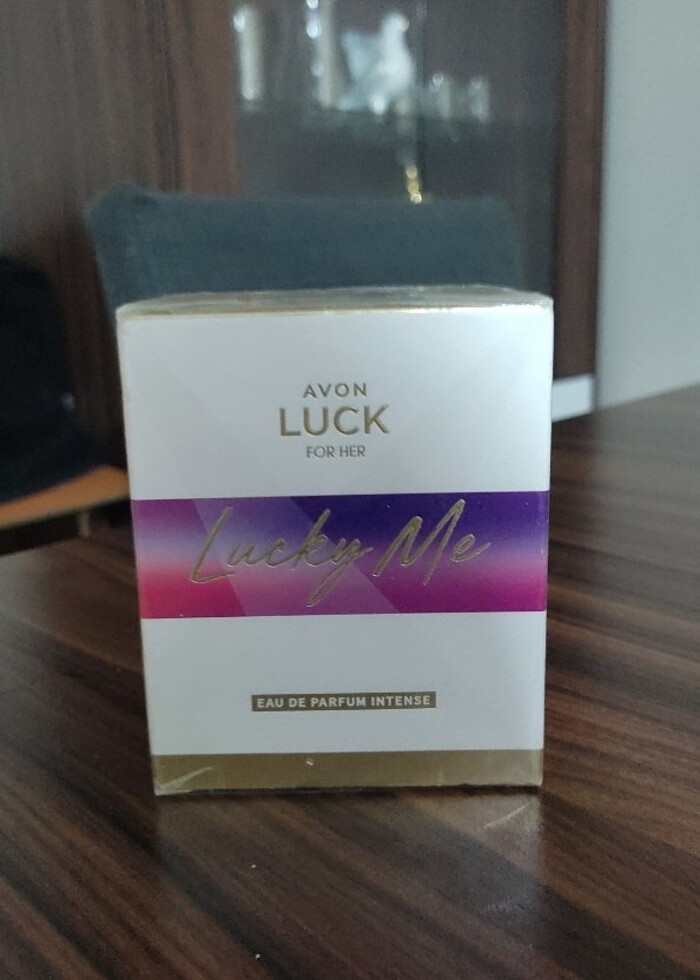 AVON
LUCK
FOR HER
Lucky Me
EAU DE PARFUM INTENSE